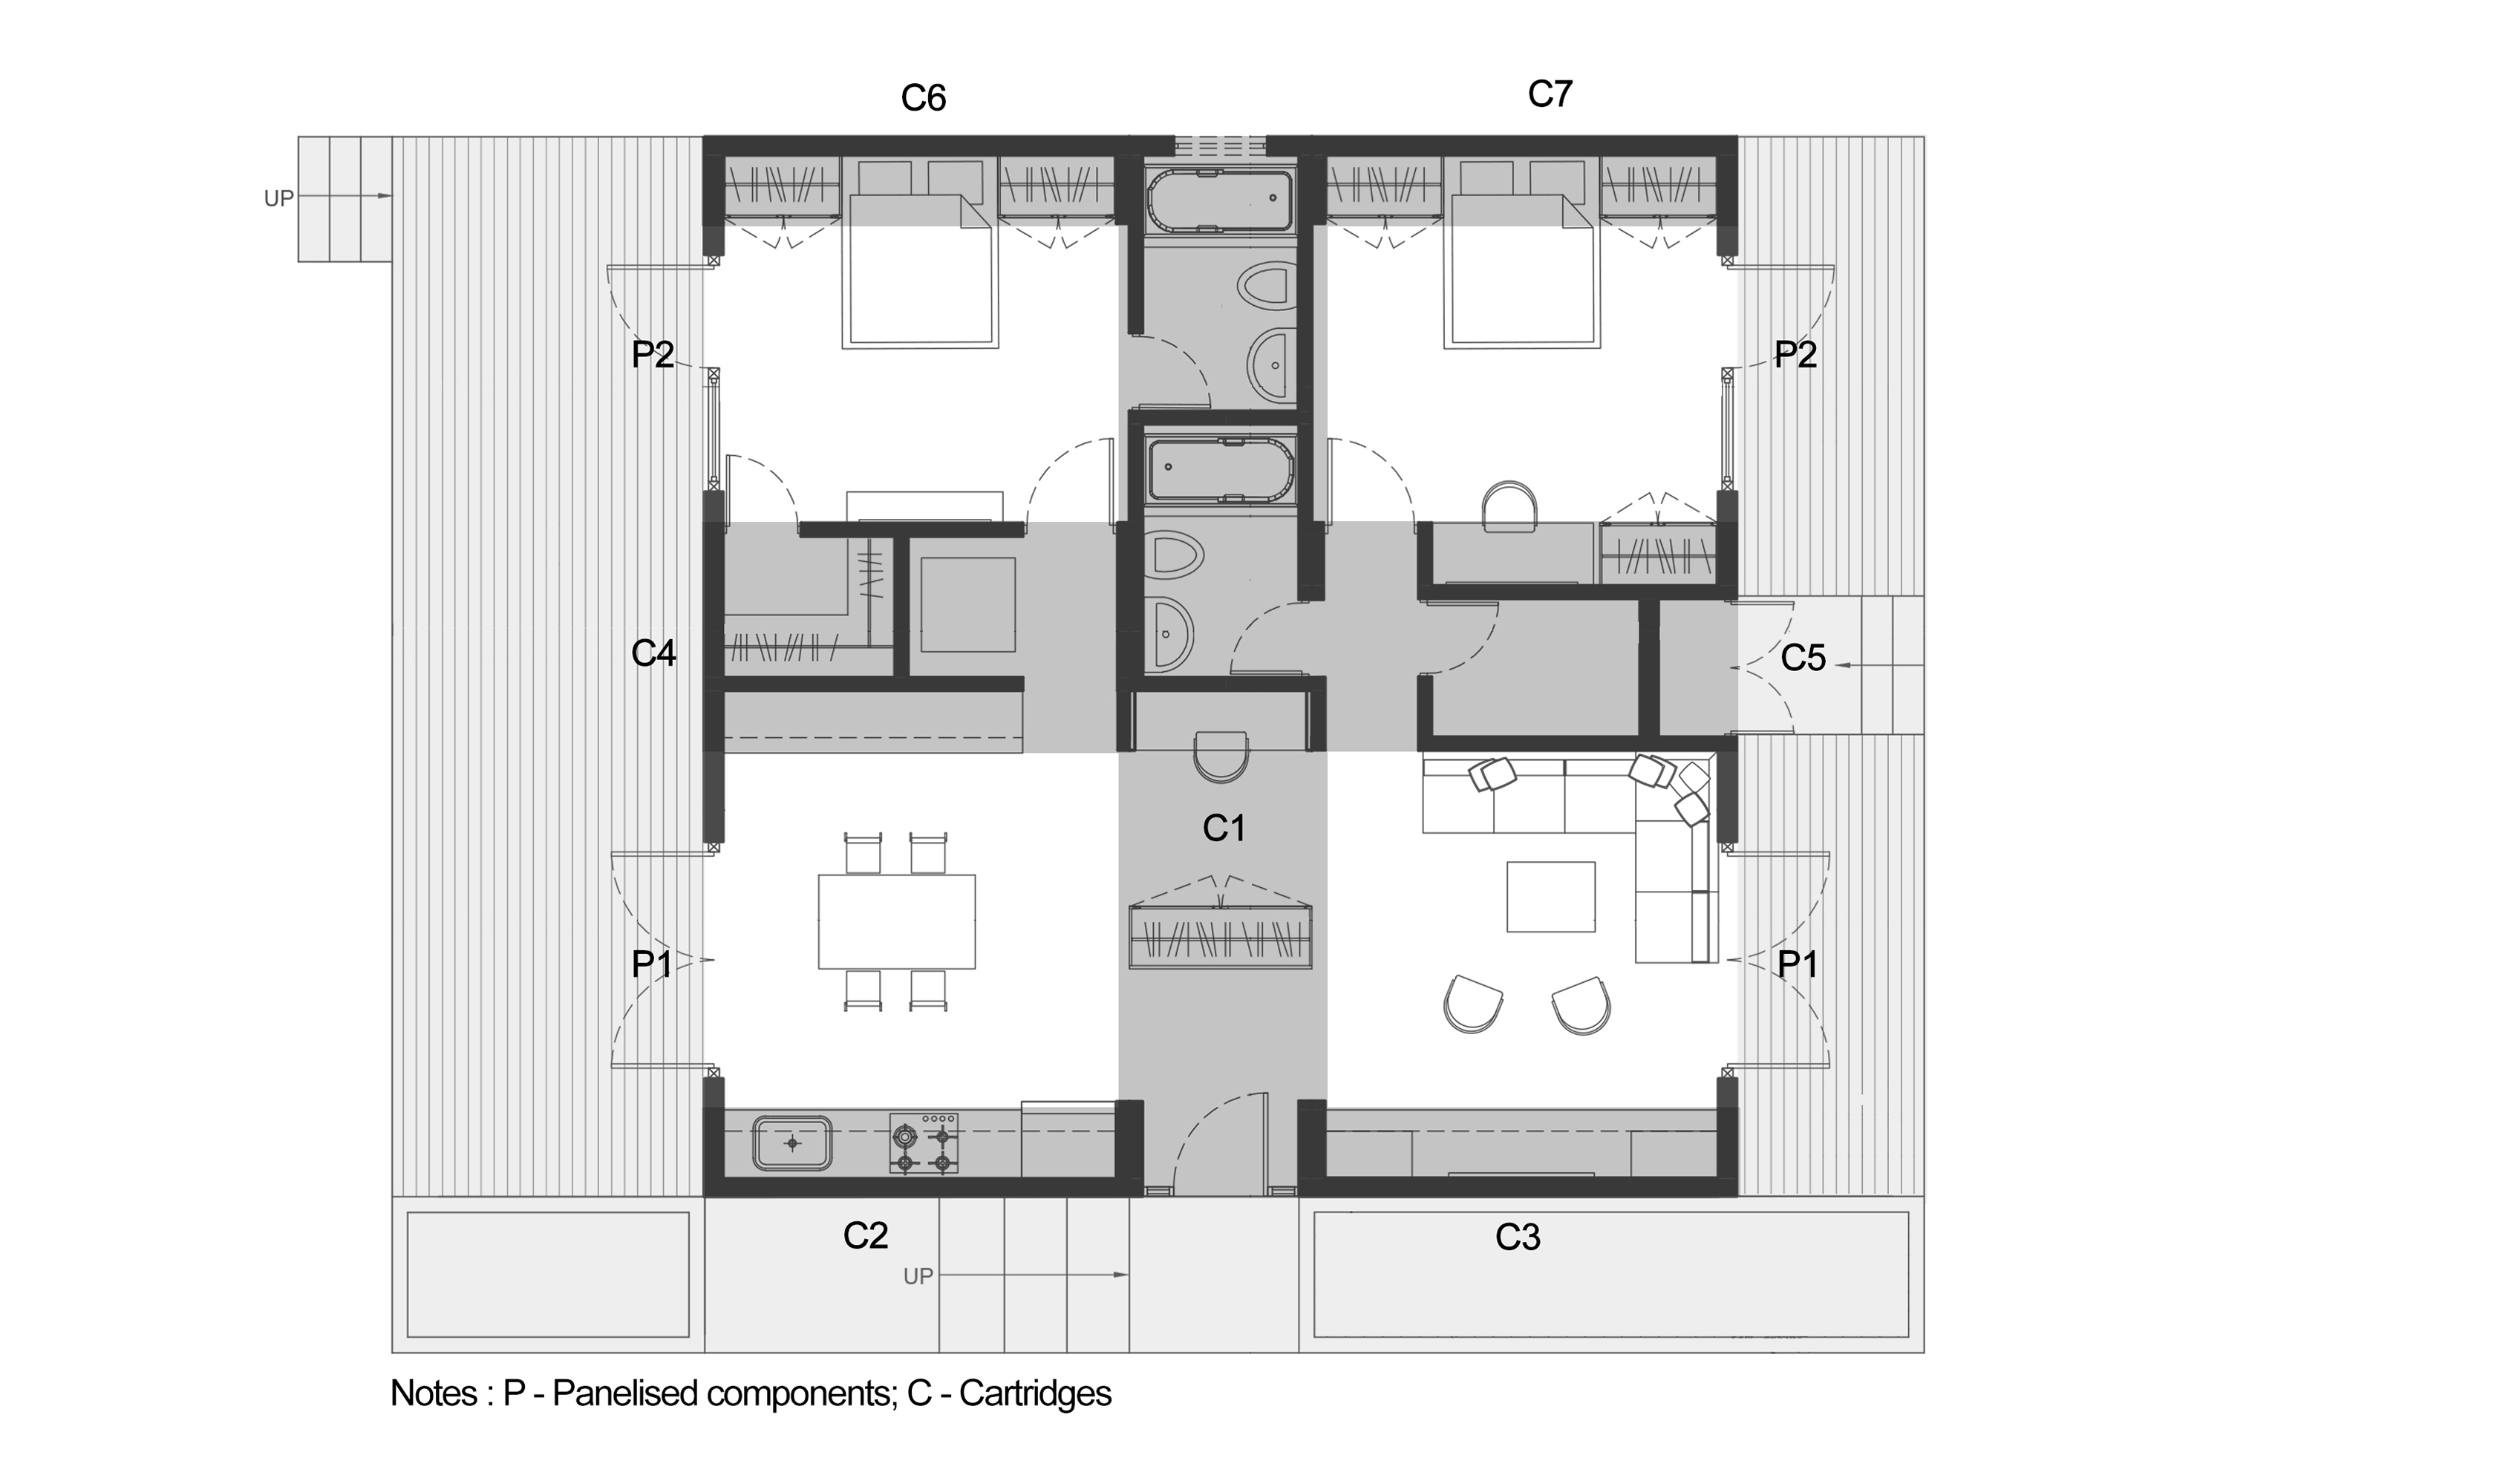 C6
C7
UP
P2
P2
C4
C5
C1
P1
P1
C2
C3
UP
Notes : P - Panelised components; C - Cartridges